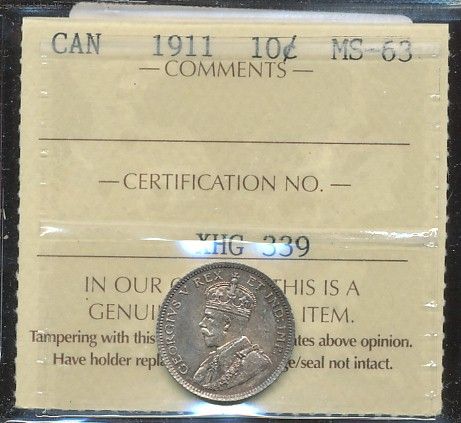 CAN 1911 10¢ MS-63
— COMMENTS —
— CERTIFICATION NO. —
XHG 339
IN OUR THIS IS A
GENUI ITEM.
Tampering with this ates above opinion.
Have holder repla e/seal not intact.
GEORGIVS V REX ET IND: IMP: